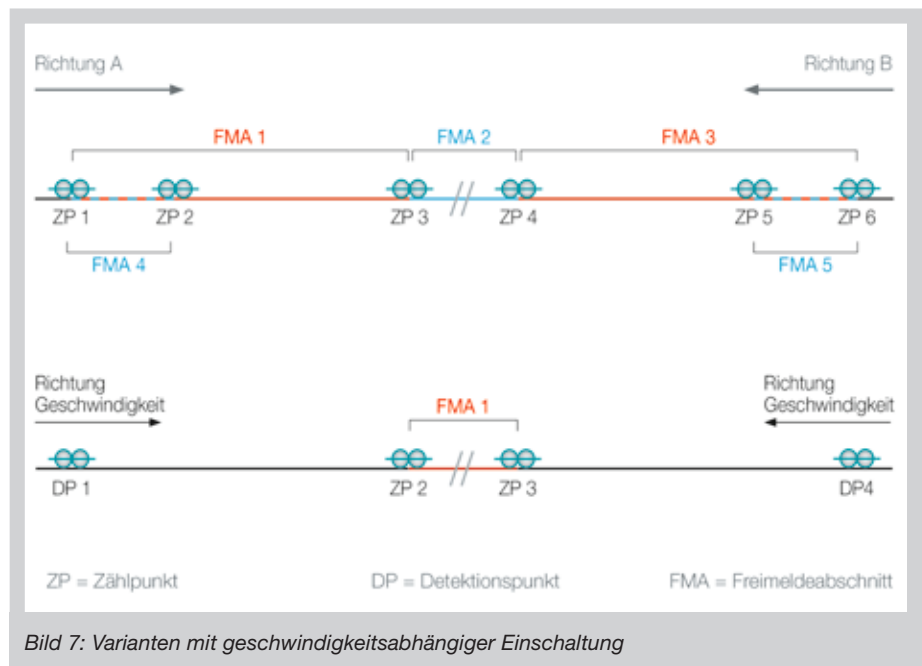 Richtung A
Richtung B
FMA 1
FMA 2
FMA 3
ZP 1
ZP 2
ZP 3
ZP 4
ZP 5
ZP 6
FMA 4
FMA 5
Richtung
Geschwindigkeit
FMA 1
Richtung
Geschwindigkeit
DP 1
ZP 2
ZP 3
DP4
ZP = Zählpunkt
DP = Detektionspunkt
FMA = Freimeldeabschnitt
Bild 7: Varianten mit geschwindigkeitsabhängiger Einschaltung